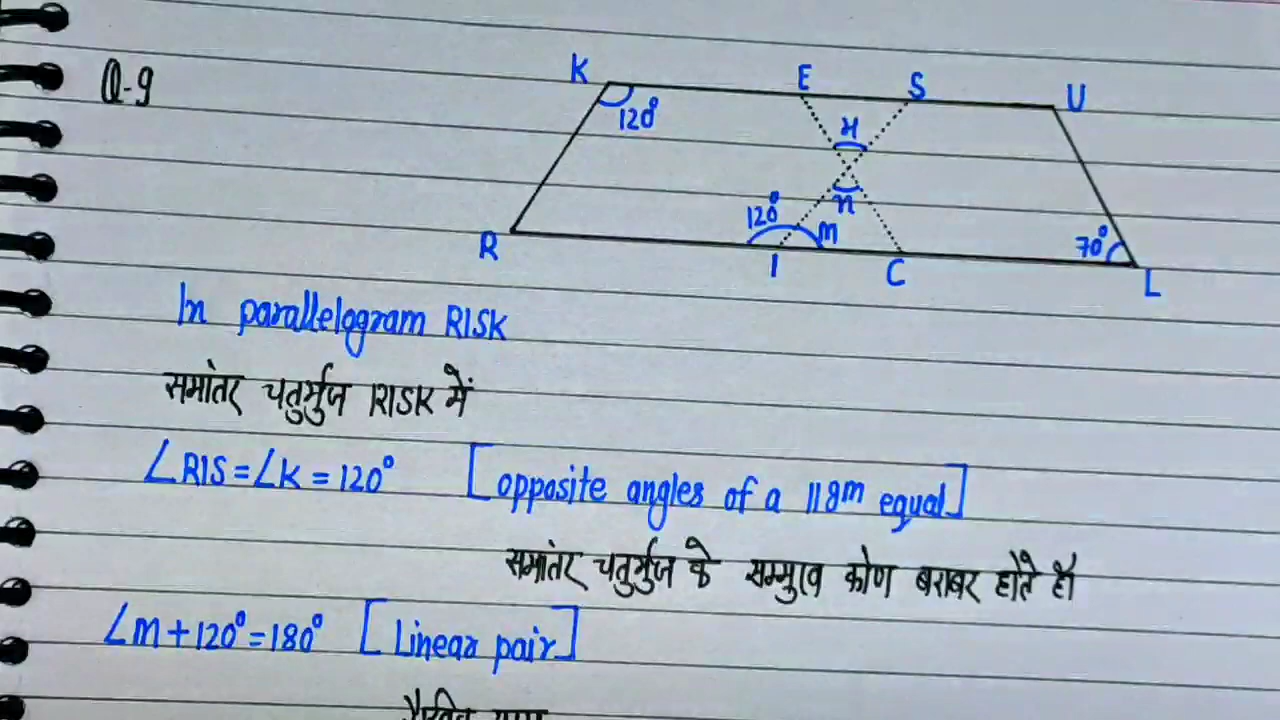 Q-9
K E S U
120° x
120° n m 70°
R I C L
In parallelogram RISK
समांतर चतुर्भुज RISK में
∠RIS = ∠K = 120° [opposite angles of a ||gm equal]
समांतर चतुर्भुज के सम्मुख कोण बराबर होते है।
∠m + 120° = 180° [Linear pair]